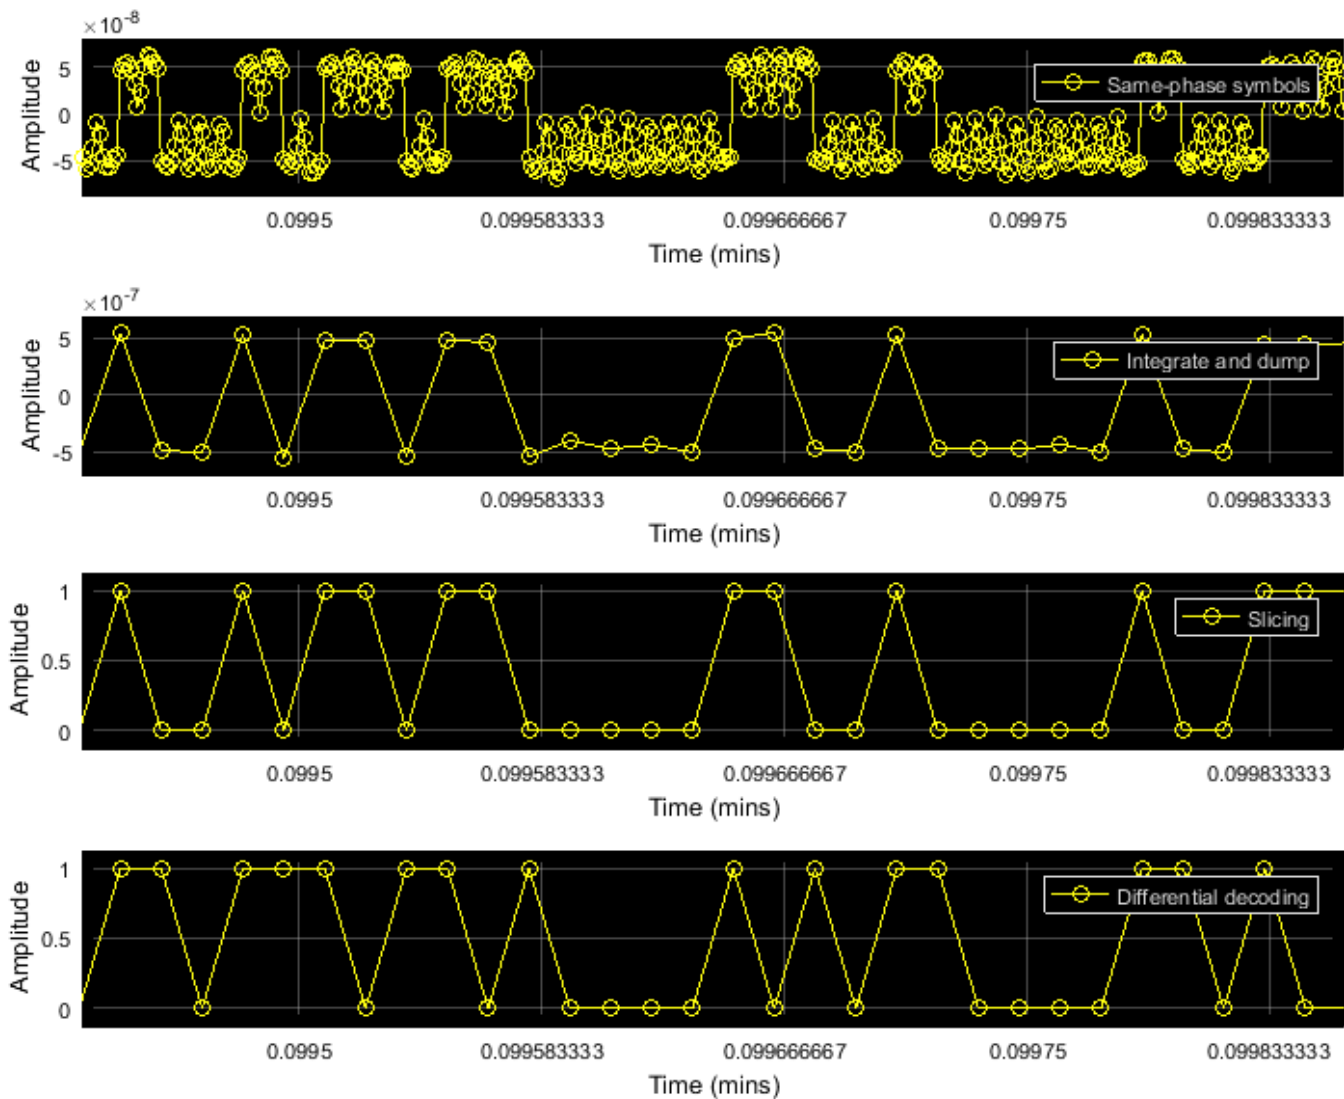 ×10-8
Amplitude
5
0
-5
Same-phase symbols
0.0995
0.099583333
0.099666667
0.09975
0.099833333
Time (mins)
×10-7
Amplitude
5
0
-5
Integrate and dump
0.0995
0.099583333
0.099666667
0.09975
0.099833333
Time (mins)
Amplitude
1
0.5
0
Slicing
0.0995
0.099583333
0.099666667
0.09975
0.099833333
Time (mins)
Amplitude
1
0.5
0
Differential decoding
0.0995
0.099583333
0.099666667
0.09975
0.099833333
Time (mins)